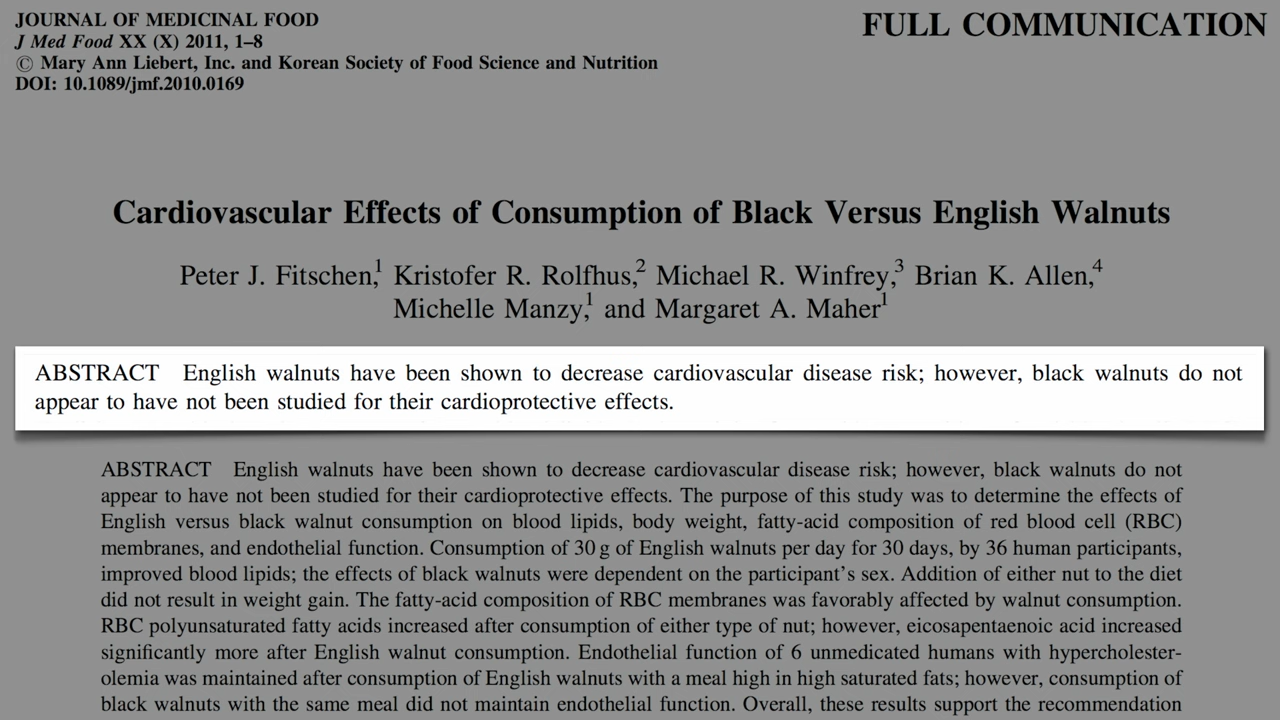 JOURNAL OF MEDICINAL FOOD
J Med Food XX (X) 2011, 1–8
© Mary Ann Liebert, Inc. and Korean Society of Food Science and Nutrition
DOI: 10.1089/jmf.2010.0169
FULL COMMUNICATION
Cardiovascular Effects of Consumption of Black Versus English Walnuts
Peter J. Fitschen,1 Kristofer R. Rolfhus,2 Michael R. Winfrey,3 Brian K. Allen,4
Michelle Manzy,1 and Margaret A. Maher1
ABSTRACT English walnuts have been shown to decrease cardiovascular disease risk; however, black walnuts do not
appear to have not been studied for their cardioprotective effects.
ABSTRACT English walnuts have been shown to decrease cardiovascular disease risk; however, black walnuts do not
appear to have not been studied for their cardioprotective effects. The purpose of this study was to determine the effects of
English versus black walnut consumption on blood lipids, body weight, fatty-acid composition of red blood cell (RBC)
membranes, and endothelial function. Consumption of 30 g of English walnuts per day for 30 days, by 36 human participants,
improved blood lipids; the effects of black walnuts were dependent on the participant's sex. Addition of either nut to the diet
did not result in weight gain. The fatty-acid composition of RBC membranes was favorably affected by walnut consumption.
RBC polyunsaturated fatty acids increased after consumption of either type of nut; however, eicosapentaenoic acid increased
significantly more after English walnut consumption. Endothelial function of 6 unmedicated humans with hypercholester-
olemia was maintained after consumption of English walnuts with a meal high in high saturated fats; however, consumption of
black walnuts with the same meal did not maintain endothelial function. Overall, these results support the recommendation